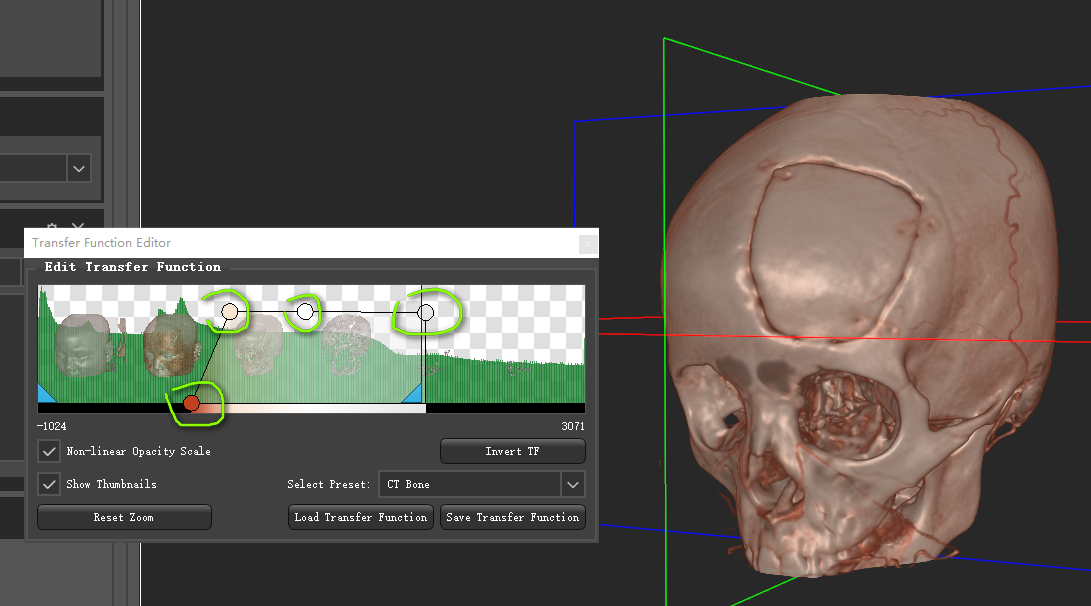 Transfer Function Editor
Edit Transfer Function
-1024 3071
Non-linear Opacity Scale
Invert TF
Show Thumbnails
Select Preset: CT Bone
Reset Zoom
Load Transfer Function
Save Transfer Function